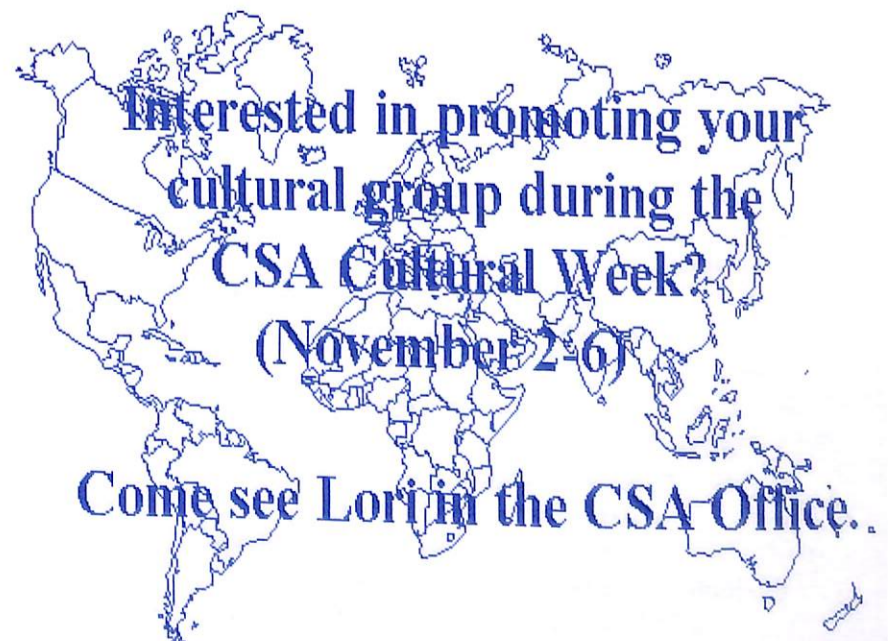 Interested in promoting your
cultural group during the
CSA Cultural Week?
(November 2-6)
Come see Lori in the CSA Office.